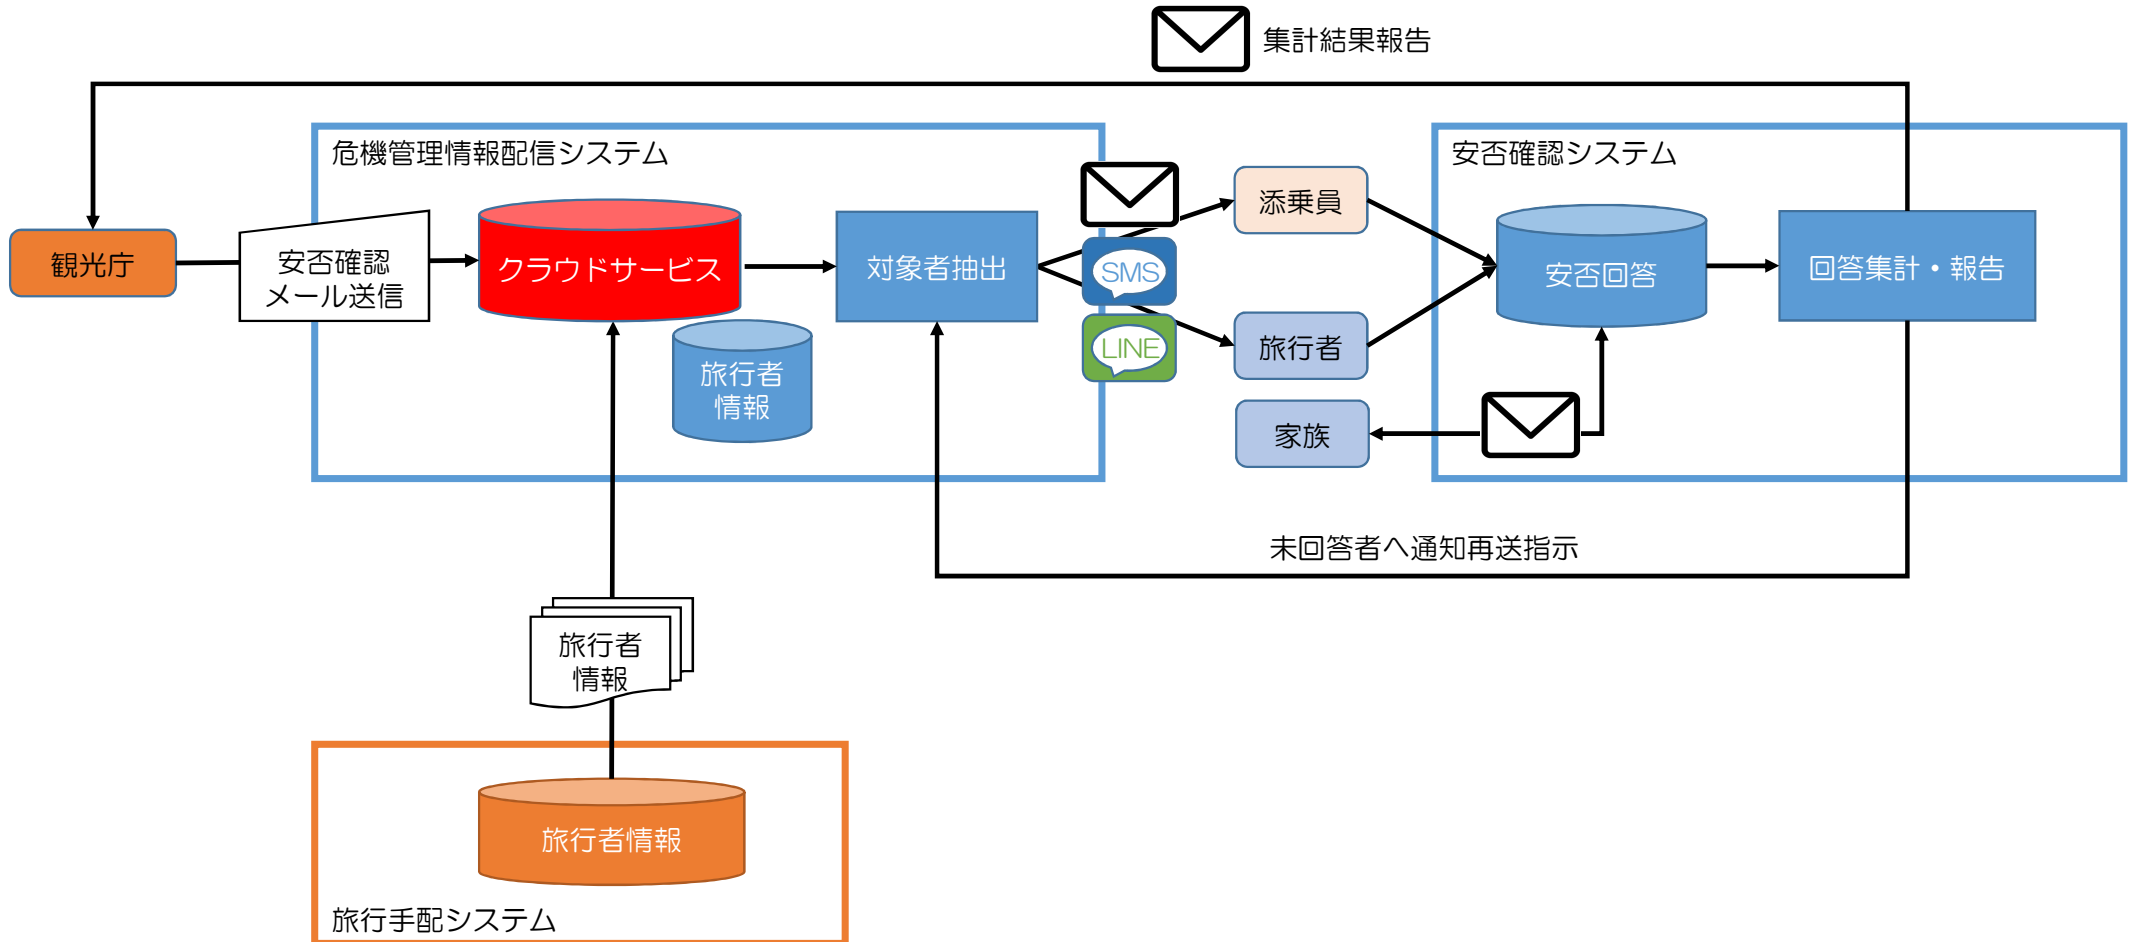 集計結果報告
危機管理情報配信システム
安否確認システム
観光庁
安否確認
メール送信
クラウドサービス
対象者抽出
SMS
LINE
添乗員
旅行者
家族
安否回答
回答集計・報告
旅行者
情報
未回答者へ通知再送指示
旅行者
情報
旅行者情報
旅行手配システム